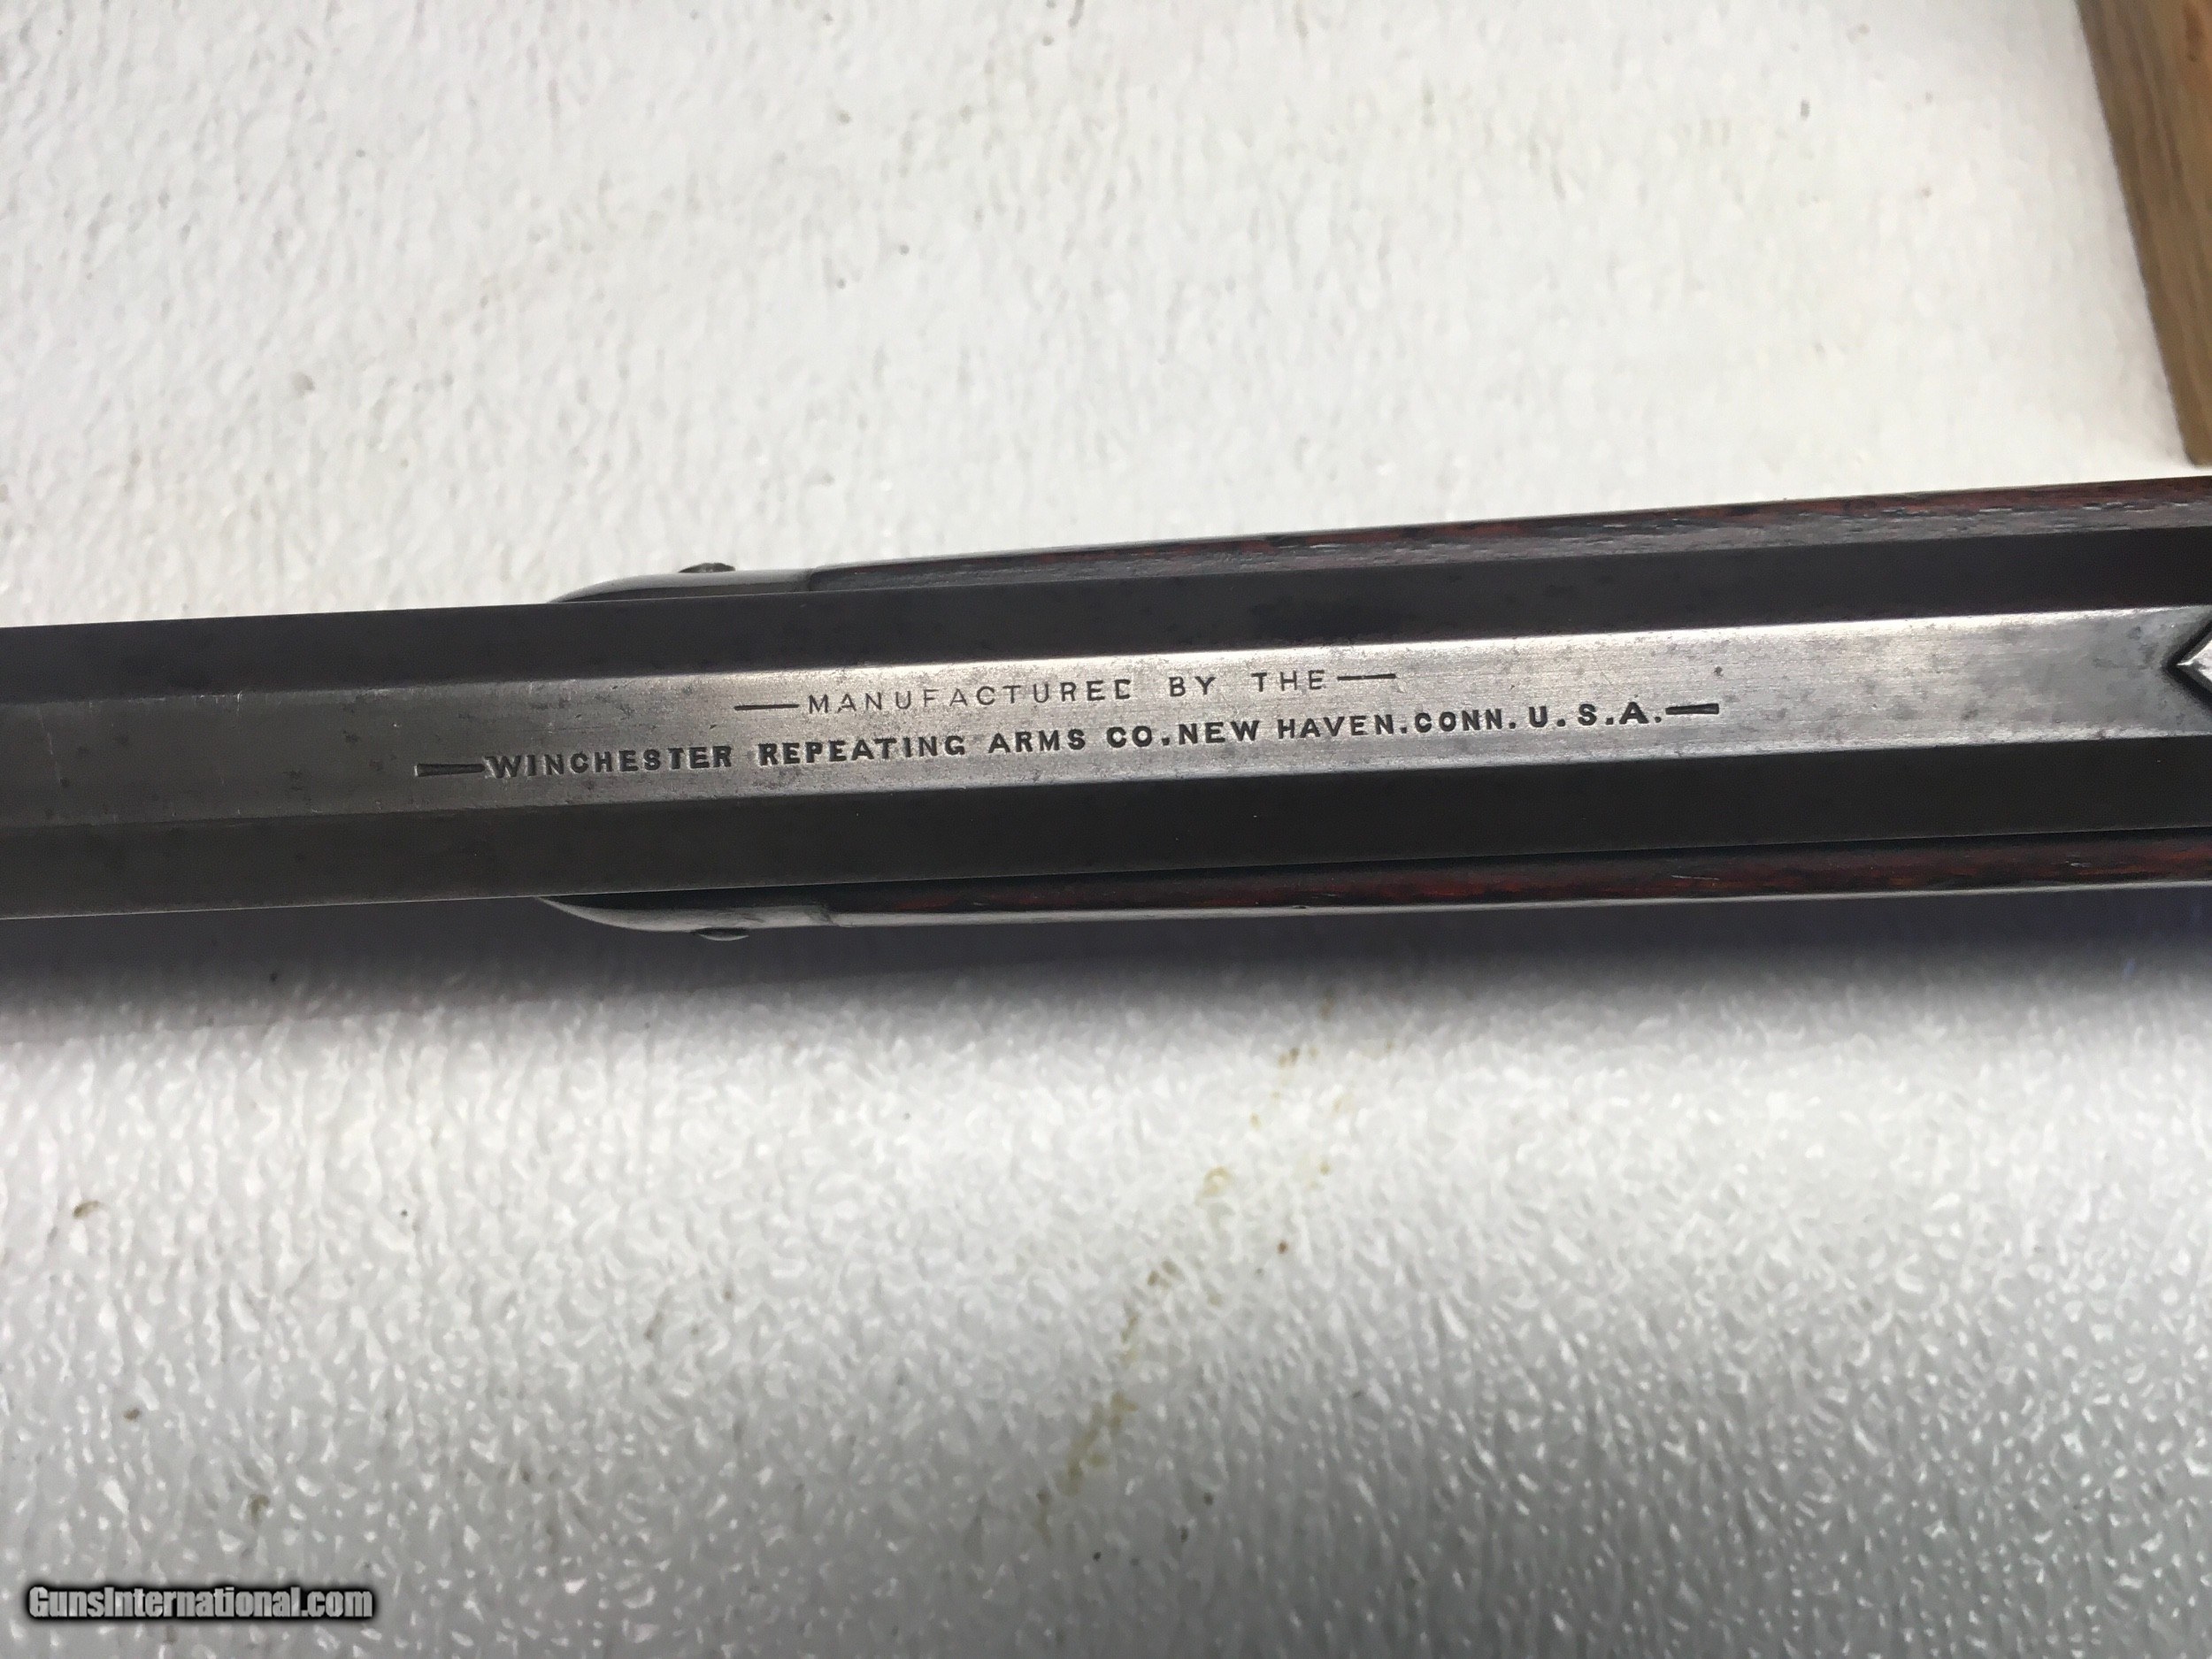 —MANUFACTURED BY THE—
—WINCHESTER REPEATING ARMS CO. NEW HAVEN. CONN. U.S.A.—
GunsInternational.com